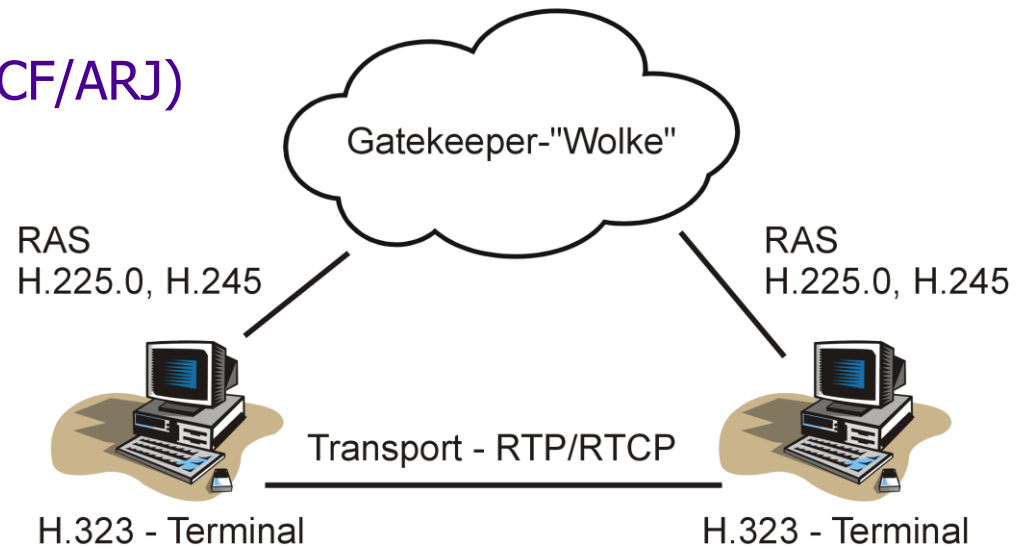 CF/ARJ)
Gatekeeper-"Wolke"
RAS
H.225.0, H.245
RAS
H.225.0, H.245
Transport - RTP/RTCP
H.323 - Terminal
H.323 - Terminal